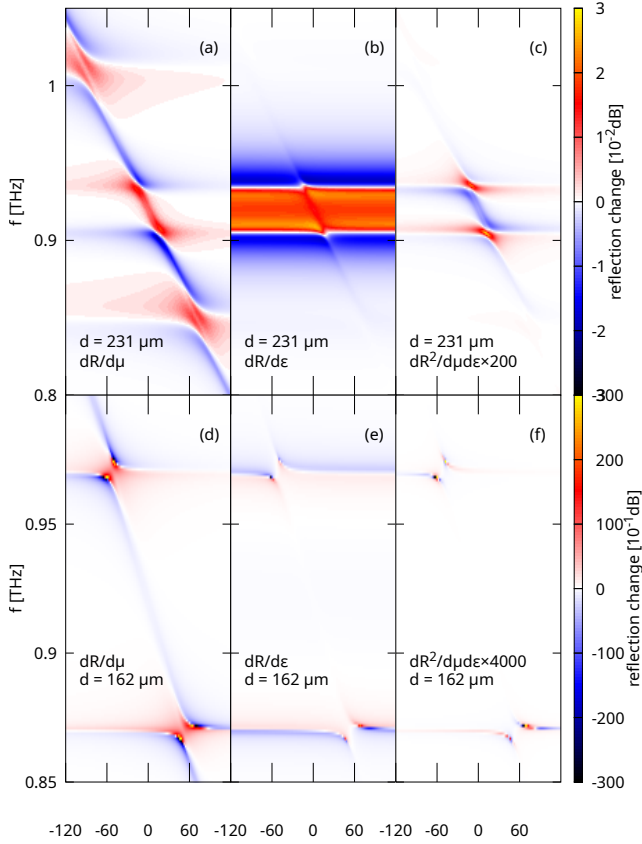 (a)
(b)
(c)
3
2
1
0
-1
-2
-3
reflection change [10-2dB]
1
0.9
0.8
f [THz]
d = 231 µm
dR/dµ
d = 231 µm
dR/dε
d = 231 µm
dR2/dµdε×200
(d)
(e)
(f)
300
200
100
0
-100
-200
-300
reflection change [10-1dB]
0.95
0.9
0.85
f [THz]
dR/dµ
d = 162 µm
dR/dε
d = 162 µm
dR2/dµdε×4000
d = 162 µm
-120 -60 0 60 -120 -60 0 60 -120 -60 0 60